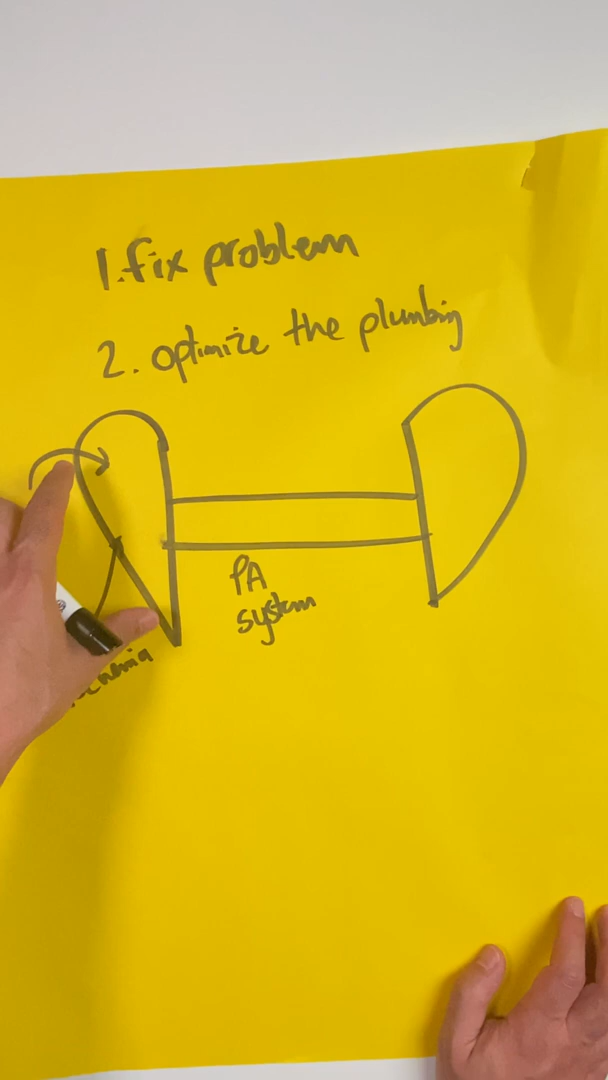 1. fix problem
2. optimize the plumbing
PA
system